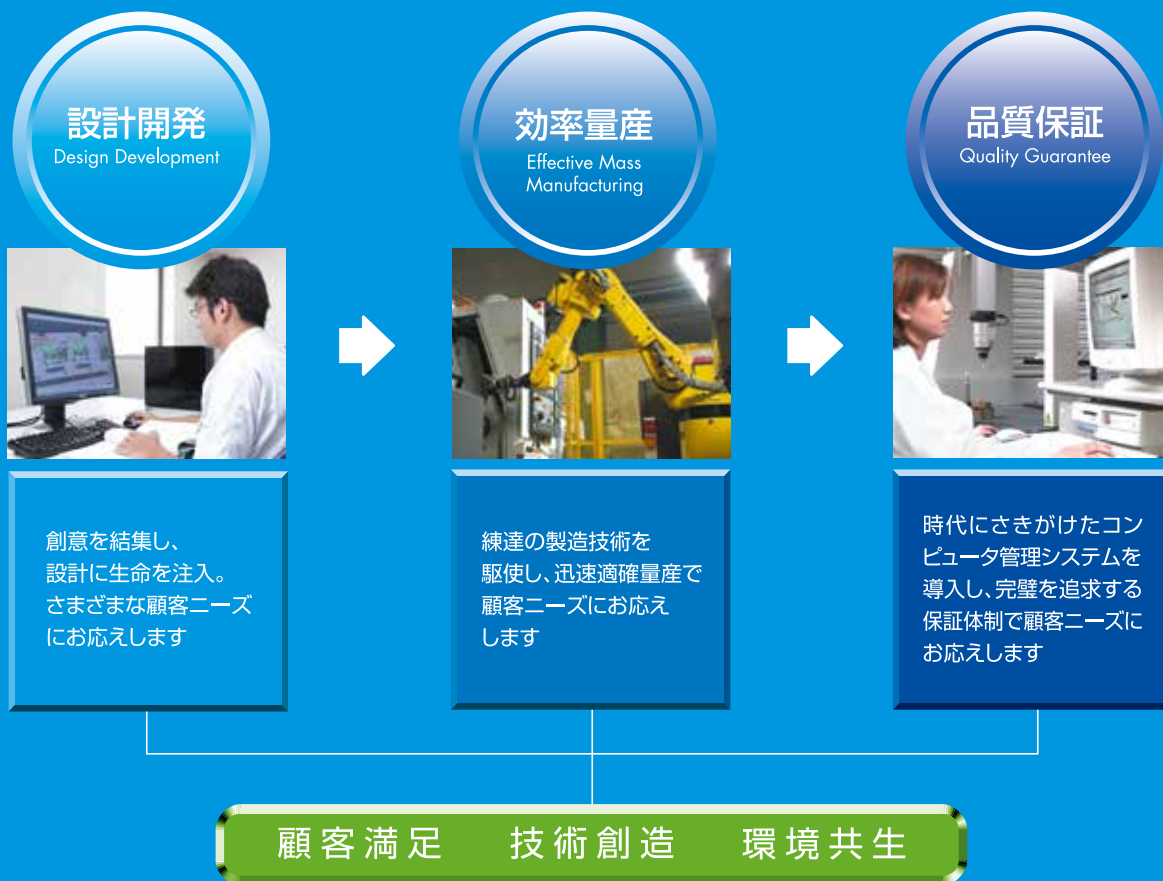 設計開発
Design Development
創意を結集し、
設計に生命を注入。
さまざまな顧客ニーズ
にお応えします
効率量産
Effective Mass
Manufacturing
練達の製造技術を
駆使し、迅速適確量産で
顧客ニーズにお応え
します
品質保証
Quality Guarantee
時代にさきがけたコン
ピュータ管理システムを
導入し、完璧を追求する
保証体制で顧客ニーズに
お応えします
顧客満足 技術創造 環境共生